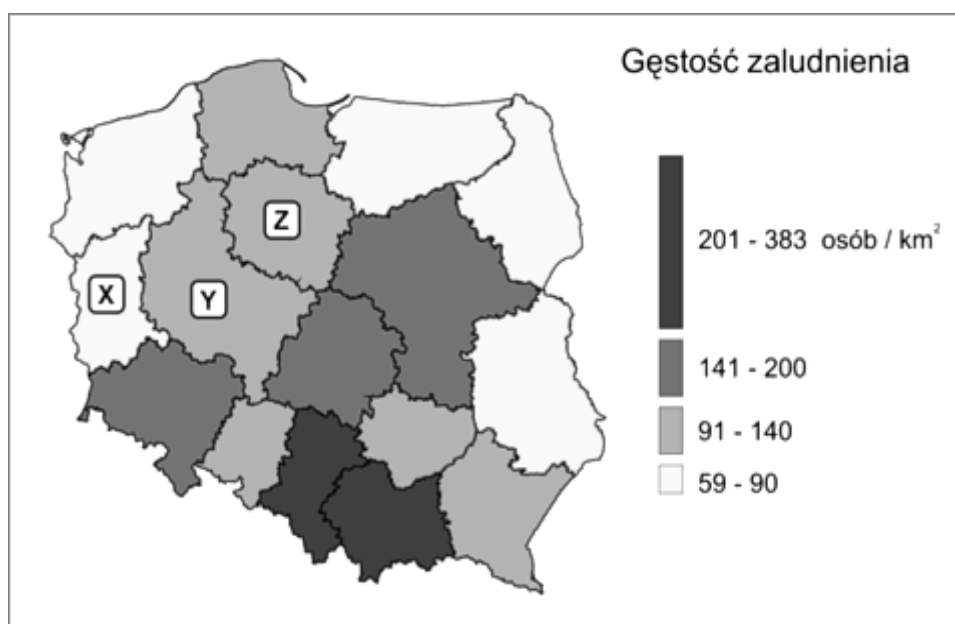 Gęstość zaludnienia
Z
X
Y
201 - 383 osób / km²
141 - 200
91 - 140
59 - 90